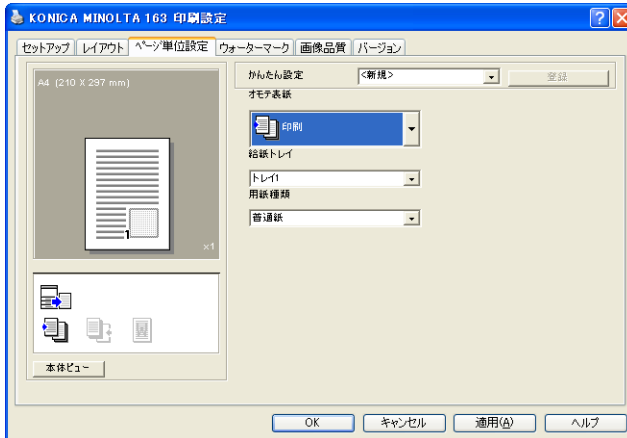 KONICA MINOLTA 163 印刷設定
セットアップ レイアウト ページ単位設定 ウォーターマーク 画像品質 バージョン
A4 (210 X 297 mm)
1
x1
本体ビュー
かんたん設定 <新規> 登録
オモテ表紙
印刷
給紙トレイ
トレイ1
用紙種類
普通紙
OK キャンセル 適用(A) ヘルプ